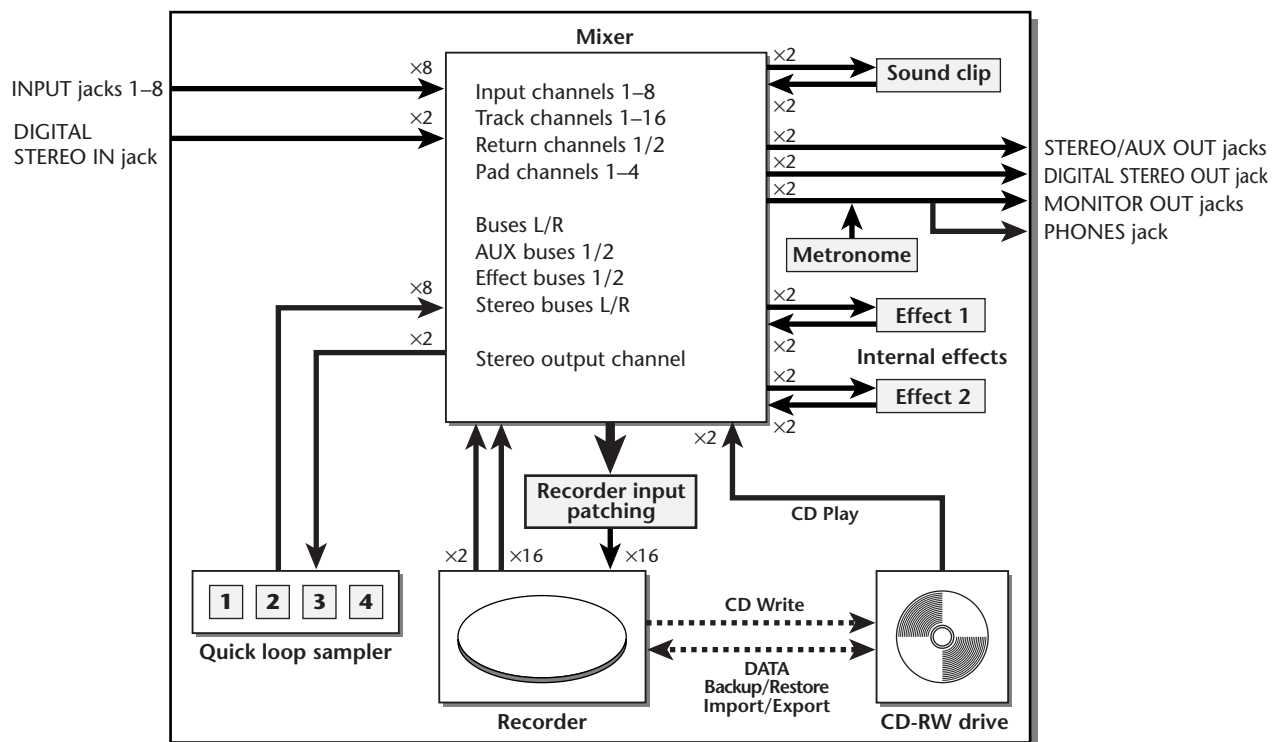 Mixer
INPUT jacks 1–8
×8
DIGITAL
STEREO IN jack
×2
Input channels 1–8
Track channels 1–16
Return channels 1/2
Pad channels 1–4
Buses L/R
AUX buses 1/2
Effect buses 1/2
Stereo buses L/R
Stereo output channel
×2
Sound clip
×2
×2
STEREO/AUX OUT jacks
×2
DIGITAL STEREO OUT jack
×2
MONITOR OUT jacks
PHONES jack
Metronome
×8
×2
×2
Effect 1
×2
Internal effects
×2
Effect 2
×2
×2
Recorder input
patching
CD Play
×2
×16
×16
1
2
3
4
Quick loop sampler
CD Write
DATA
Backup/Restore
Import/Export
Recorder
CD-RW drive